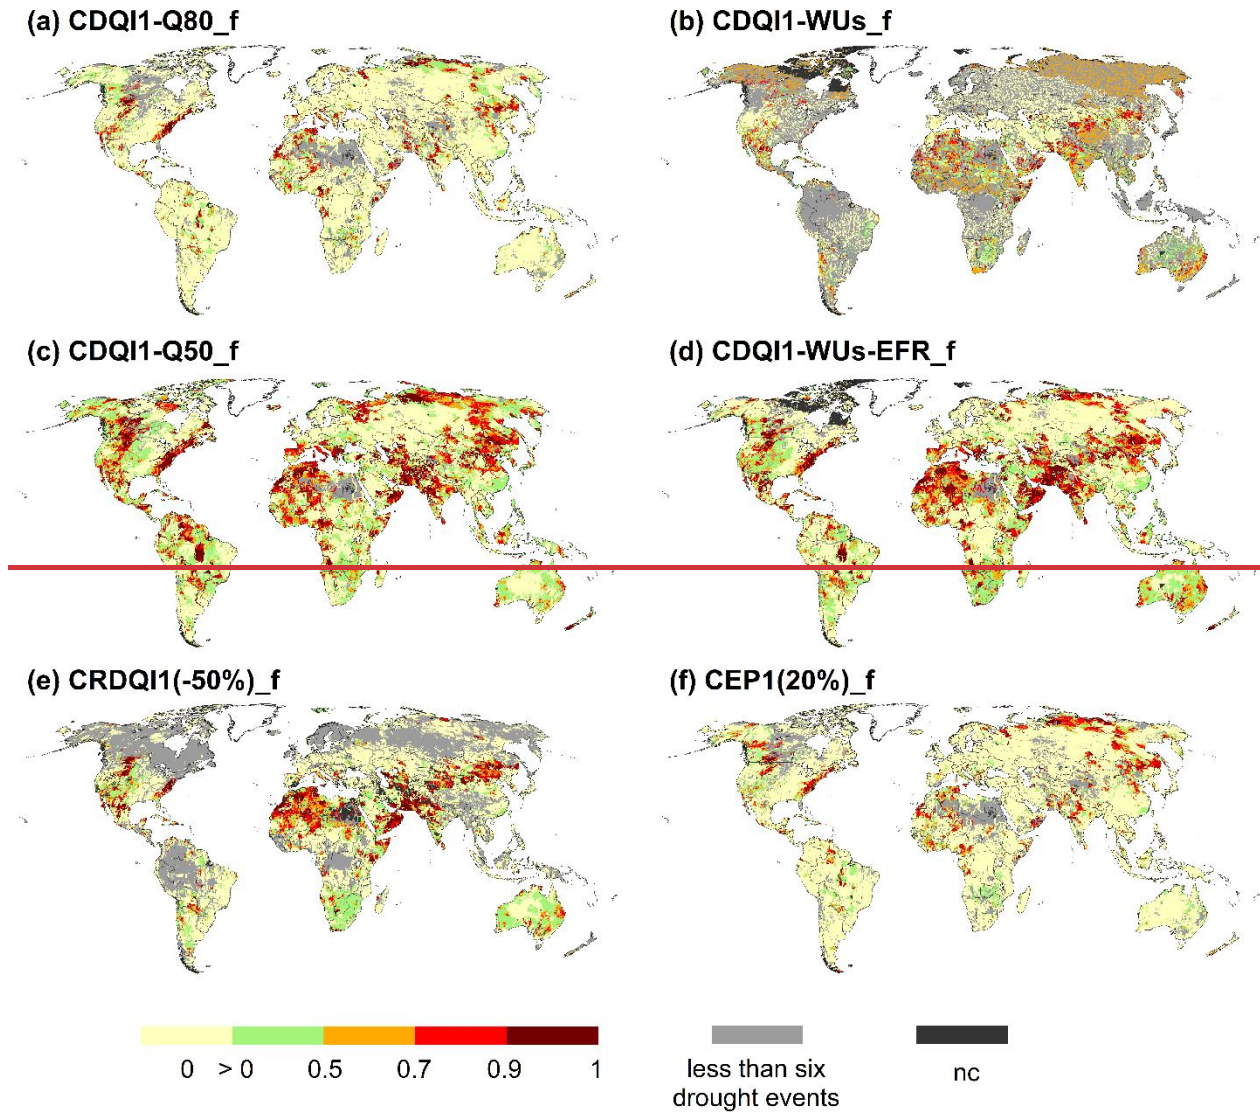 (a) CDQI1-Q80_f
(b) CDQI1-WUs_f
(c) CDQI1-Q50_f
(d) CDQI1-WUs-EFR_f
(e) CRDQI1(-50%)_f
(f) CEP1(20%)_f
0 > 0 0.5 0.7 0.9 1
less than six
drought events
nc